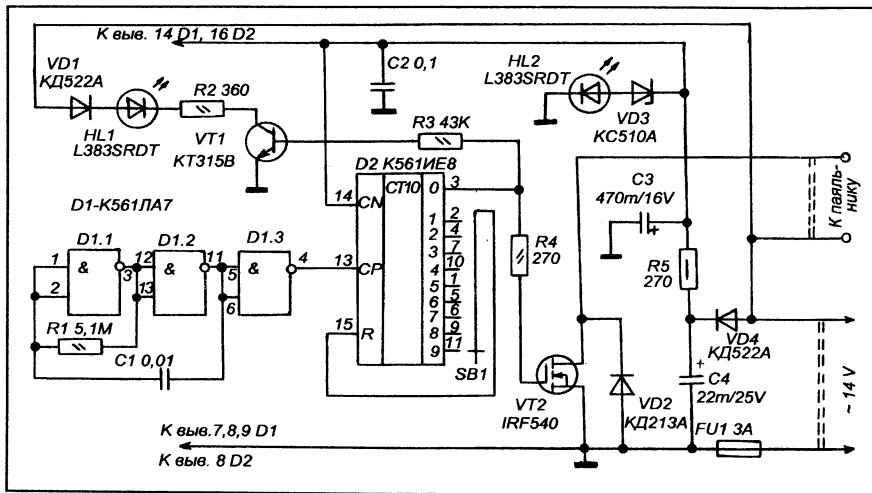 К выв. 14 D1, 16 D2
VD1
КД522А
HL1
L383SRDT
R2 360
VT1
КТ315В
C2 0,1
HL2
L383SRDT
VD3
КС510А
R3 43К
D2 К561ИЕ8
CT10
14
CN
13
CP
15
R
0
3
1
2
2
4
3
7
4
10
5
1
6
5
7
6
8
9
9
11
SB1
D1-К561ЛА7
D1.1
D1.2
D1.3
1
2
&
3
12
13
&
11
5
6
&
4
R1 5,1М
C1 0,01
R4
270
VT2
IRF540
VD2
КД213А
C3
470m/16V
+
R5
270
VD4
КД522А
+
C4
22m/25V
FU1 3A
К паяль-
нику
~ 14 V
К выв.7,8,9 D1
К выв. 8 D2